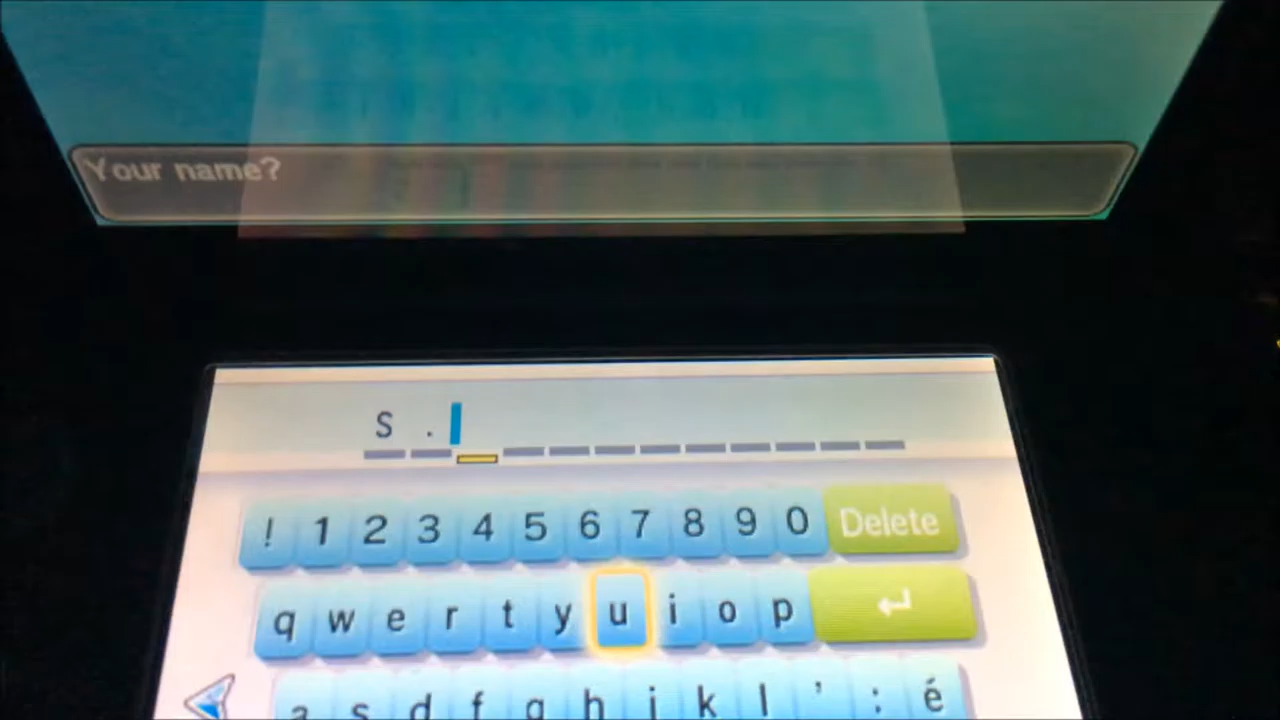 Your name?
S .
! 1 2 3 4 5 6 7 8 9 0 Delete
q w e r t y u i o p
a s d f g h j k l ' : é